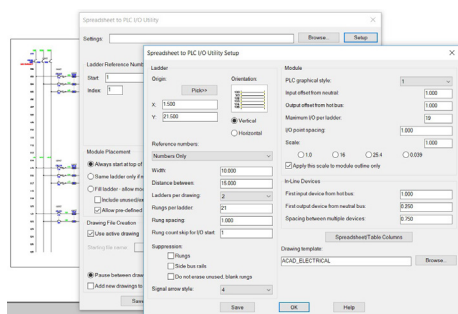 Spreadsheet to PLC I/O Utility
Settings:
Browse...
Setup
Ladder Reference Numb
Start: 1
Index: 1
Module Placement
Always start at top of
Same ladder only if e
Fill ladder - allow mo
Include unused/e
Allow pre-defined
Drawing File Creation
Use active drawing
Pause between draw
Add new drawings to
Sav
Spreadsheet to PLC I/O Utility Setup
Ladder
Origin:
Pick>>
X: 1.500
Y: 21.500
Orientation:
Vertical
Horizontal
Reference numbers:
Numbers Only
Width: 10.000
Distance between: 15.000
Ladders per drawing: 2
Rungs per ladder: 21
Rung spacing: 1.000
Rung count skip for I/O start: 1
Suppression:
Rungs
Side bus rails
Do not erase unused, blank rungs
Signal arrow style: 4
Module
PLC graphical style: 1
Input offset from neutral: 1.000
Output offset from hot bus: 1.000
Maximum I/O per ladder: 19
I/O point spacing: 1.000
Scale: 1.000
1.0
16
25.4
0.039
Apply this scale to module outline only
In-Line Devices
First input device from hot bus: 1.000
First output device from neutral bus: 0.250
Spacing between multiple devices: 0.750
Spreadsheet/Table Columns
Drawing template:
ACAD_ELECTRICAL
Browse...
Save
OK
Help